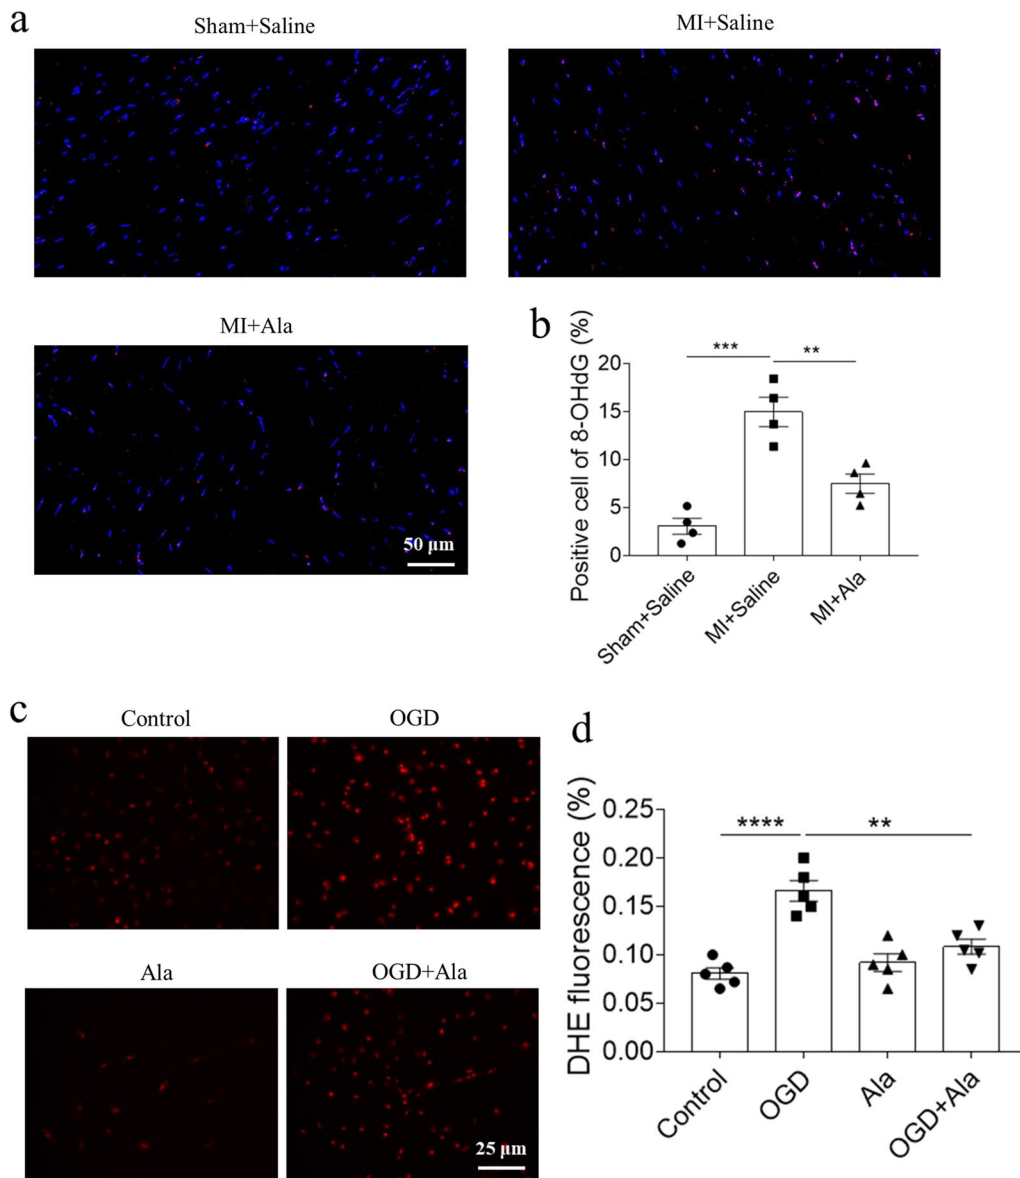 a
Sham+Saline
MI+Saline
MI+Ala
50 μm
b
Positive cell of 8-OHdG (%)
***
**
20
15
10
5
0
Sham+Saline
MI+Saline
MI+Ala
c
Control
OGD
Ala
OGD+Ala
25 μm
d
DHE fluorescence (%)
****
**
0.25
0.20
0.15
0.10
0.05
0.00
Control
OGD
Ala
OGD+Ala